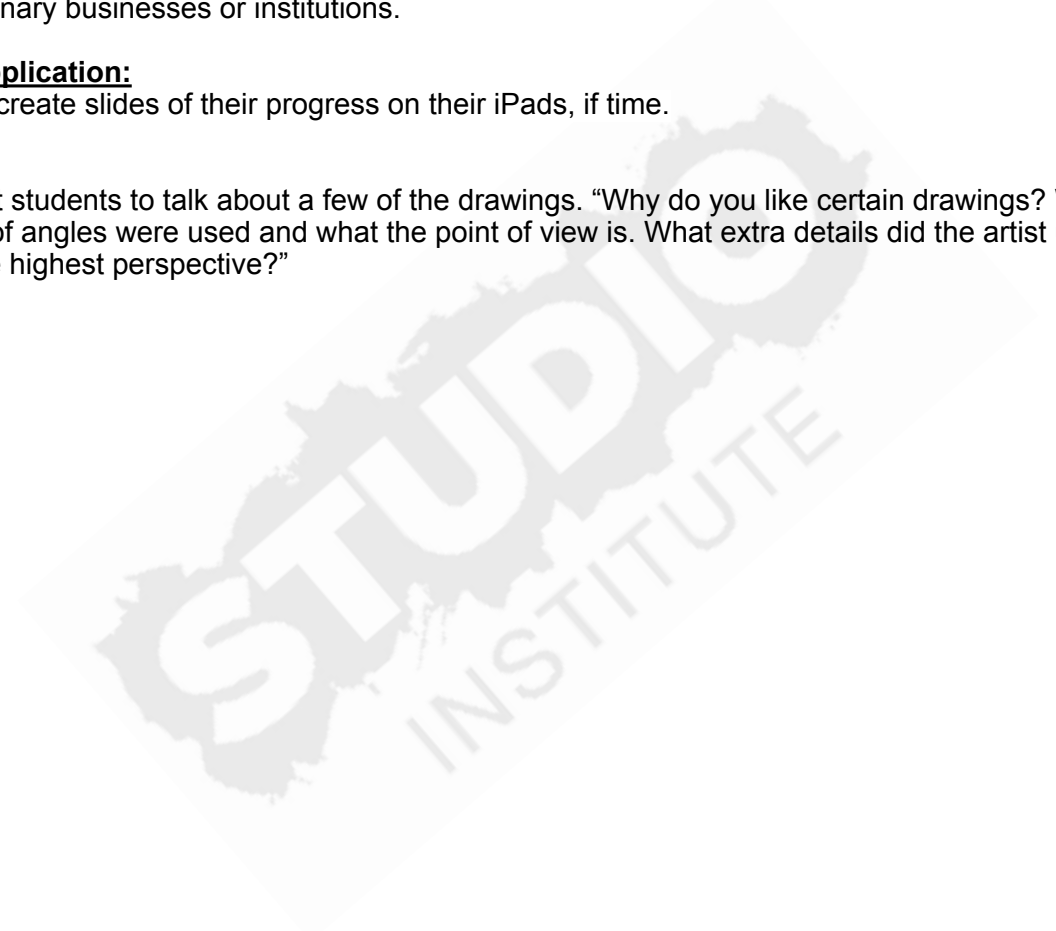 nary businesses or institutions.
plication:
create slides of their progress on their iPads, if time.
students to talk about a few of the drawings. “Why do you like certain drawings?
of angles were used and what the point of view is. What extra details did the artist
highest perspective?”
STUDIO
INSTITUTE